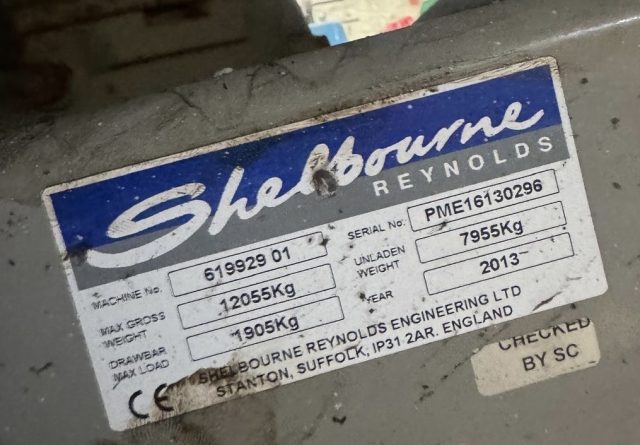 Shelbourne
REYNOLDS
MACHINE No. 619929 01 SERIAL No. PME16130296
MAX GROSS WEIGHT 12055Kg UNLADEN WEIGHT 7955Kg
DRAWBAR MAX LOAD 1905Kg YEAR 2013
SHELBOURNE REYNOLDS ENGINEERING LTD
STANTON, SUFFOLK, IP31 2AR. ENGLAND
CE
CHECKED
BY SC